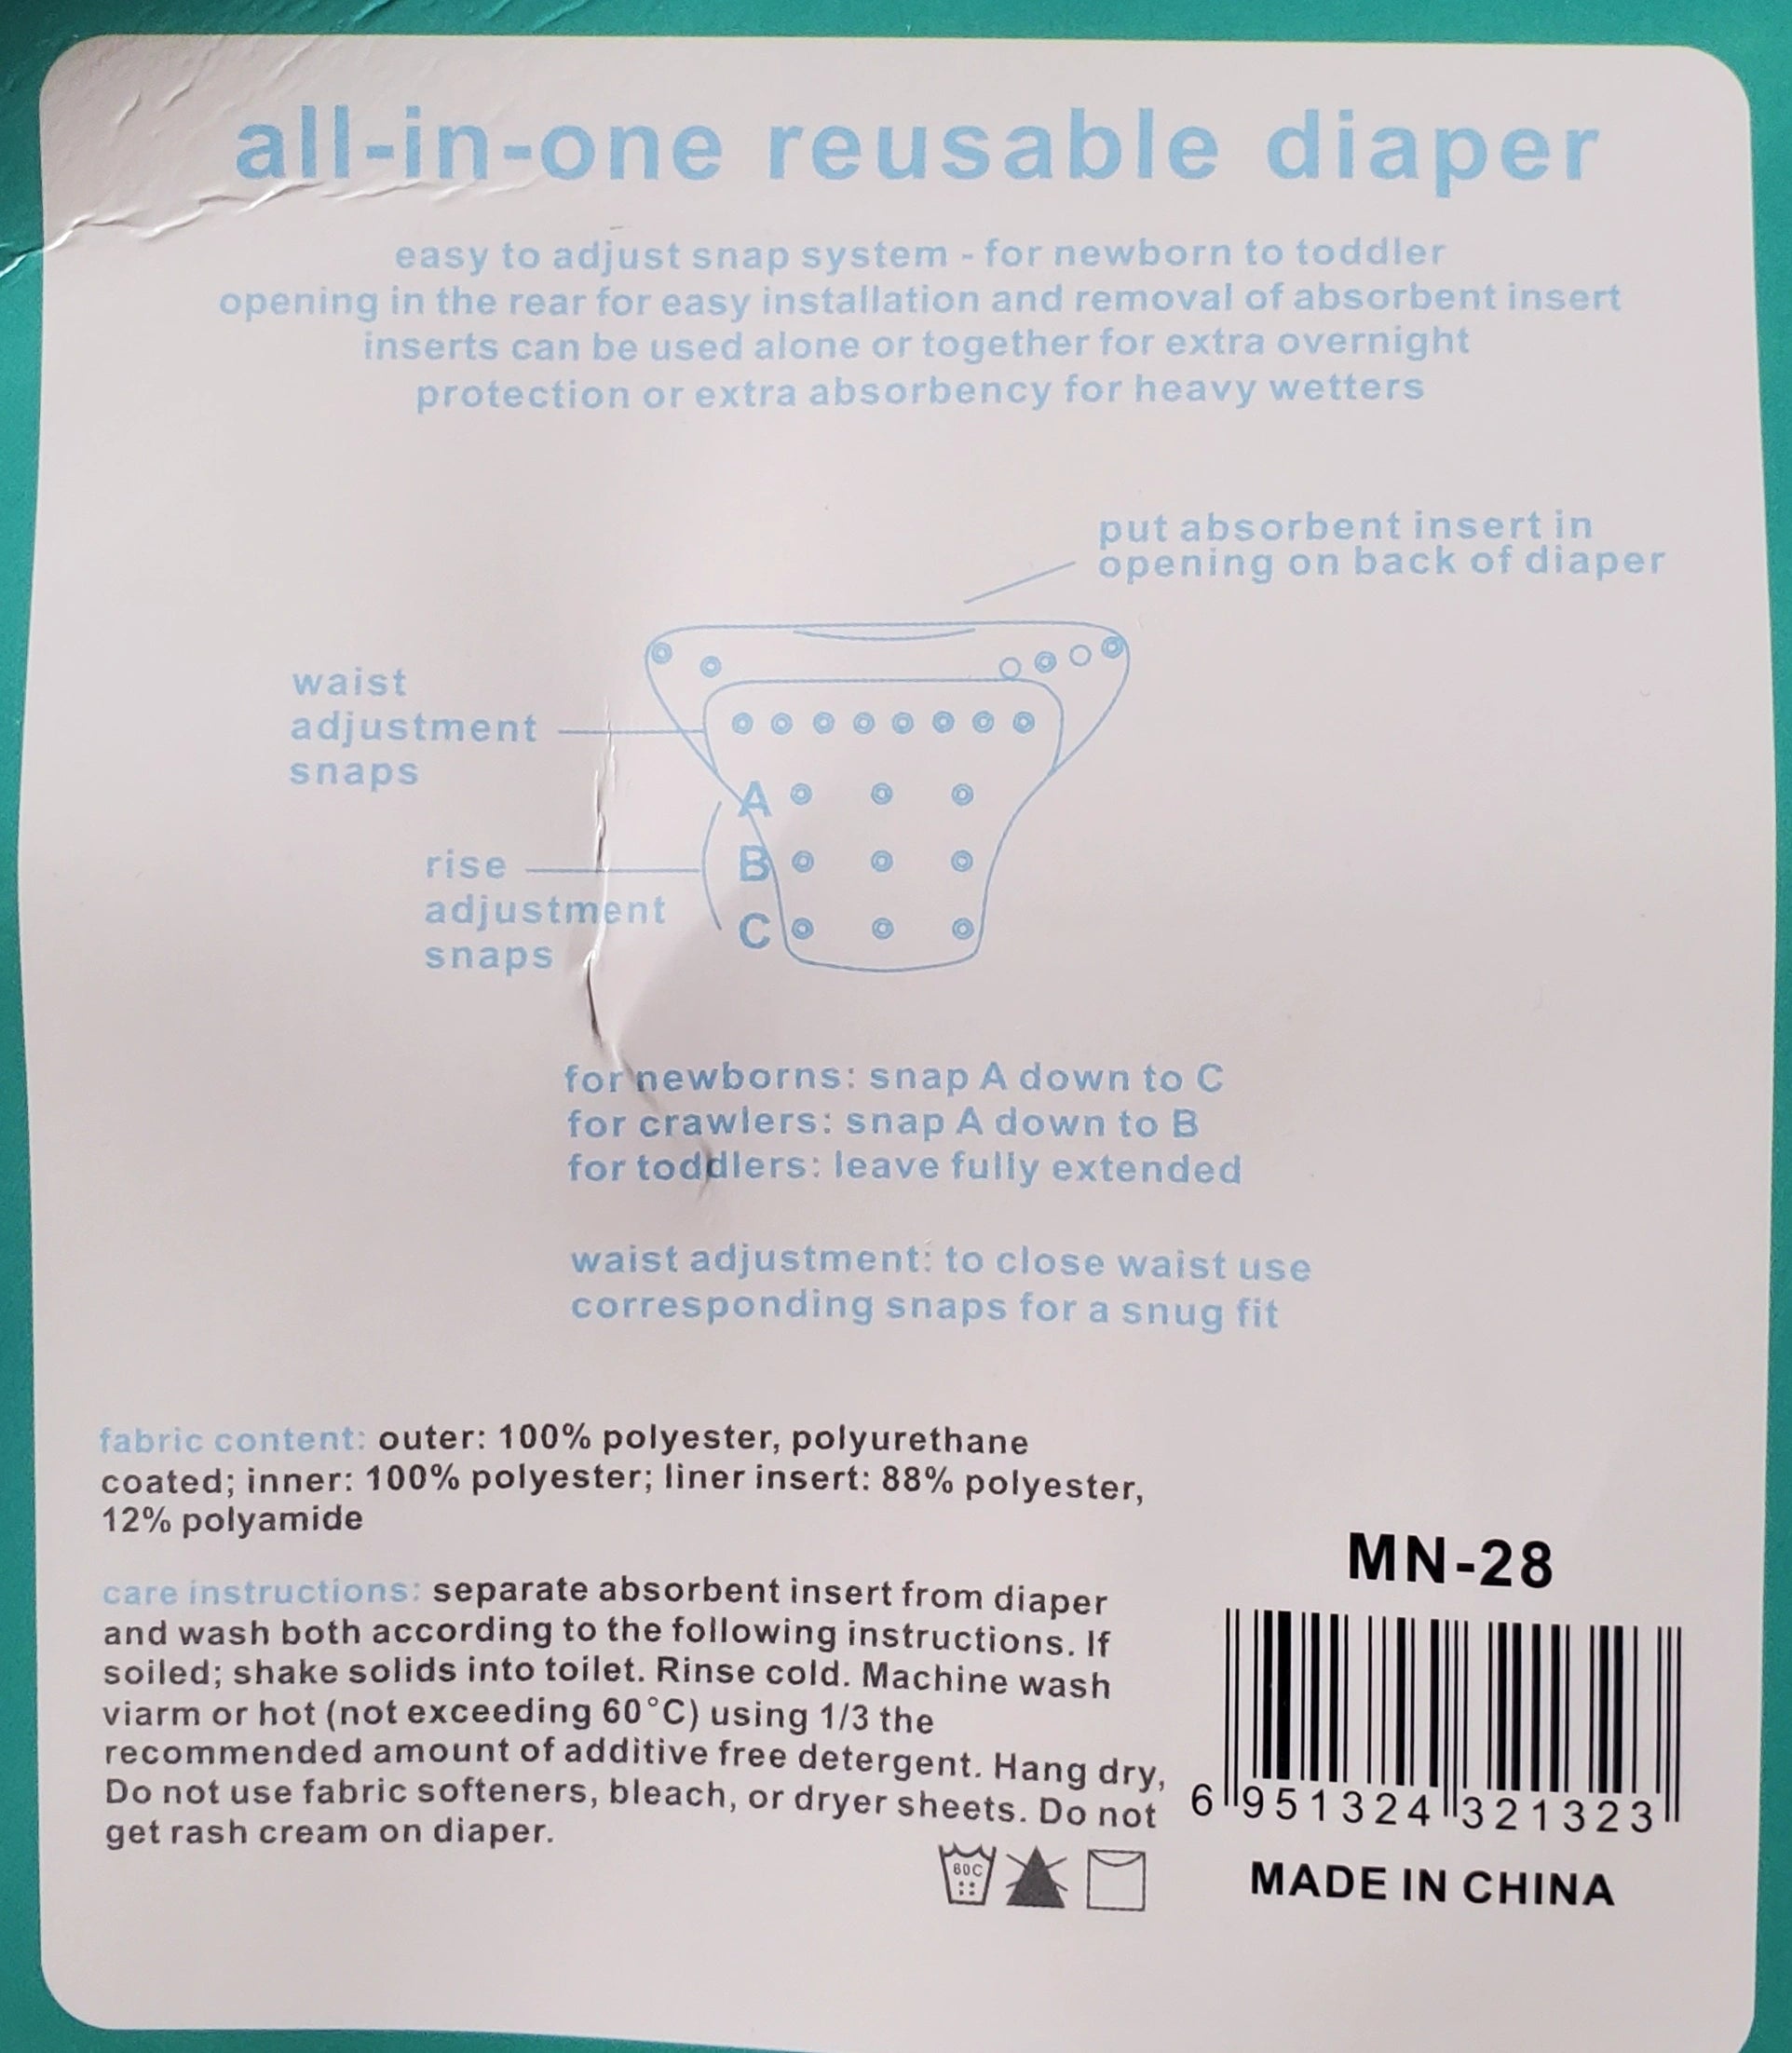 all-in-one reusable diaper
easy to adjust snap system - for newborn to toddler
opening in the rear for easy installation and removal of absorbent insert
inserts can be used alone or together for extra overnight
protection or extra absorbency for heavy wetters
put absorbent insert in
opening on back of diaper
waist
adjustment
snaps
A
B
C
rise
adjustment
snaps
for newborns: snap A down to C
for crawlers: snap A down to B
for toddlers: leave fully extended
waist adjustment: to close waist use
corresponding snaps for a snug fit
fabric content: outer: 100% polyester, polyurethane
coated; inner: 100% polyester; liner insert: 88% polyester,
12% polyamide
care instructions: separate absorbent insert from diaper
and wash both according to the following instructions. If
soiled; shake solids into toilet. Rinse cold. Machine wash
viarm or hot (not exceeding 60°C) using 1/3 the
recommended amount of additive free detergent. Hang dry,
Do not use fabric softeners, bleach, or dryer sheets. Do not
get rash cream on diaper.
60C
MN-28
6 951324 321323
MADE IN CHINA